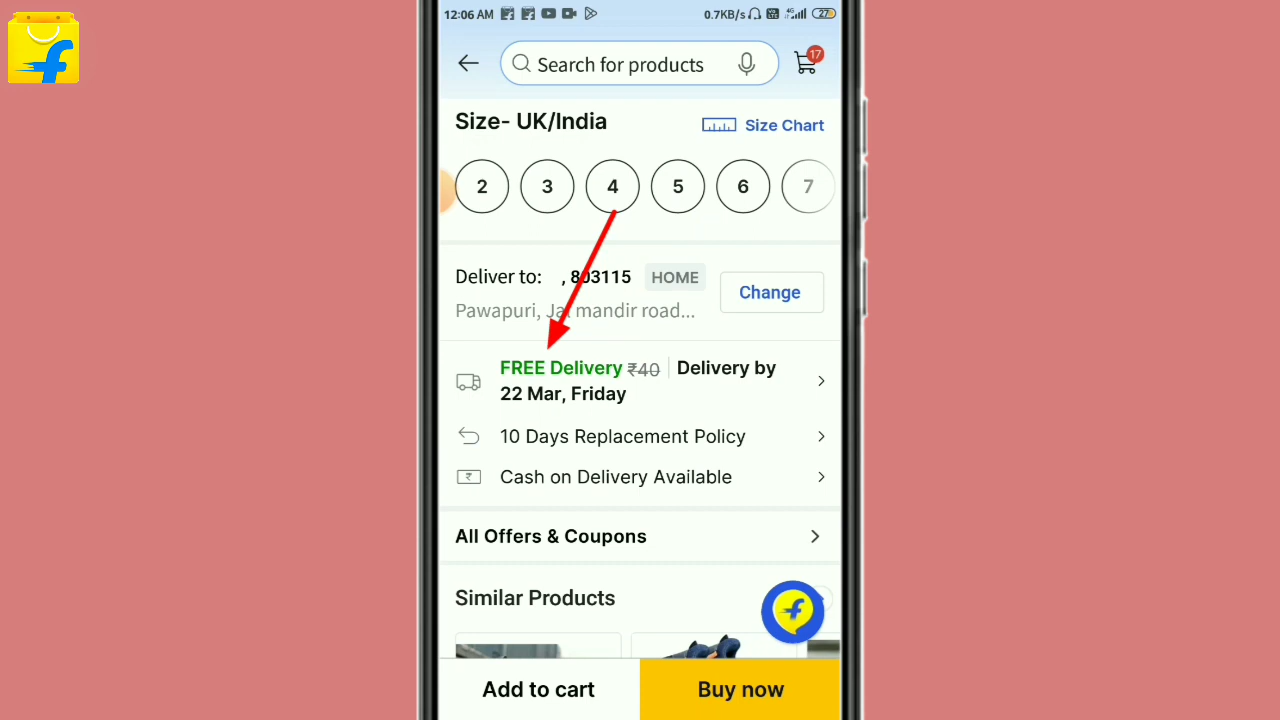 12:06 AM 0.7KB/s 4G 27
Search for products 17
Size- UK/India Size Chart
2 3 4 5 6 7
Deliver to: , 803115 HOME
Change
Pawapuri, Jal mandir road...
FREE Delivery ₹40 Delivery by
22 Mar, Friday
10 Days Replacement Policy
₹ Cash on Delivery Available
All Offers & Coupons
Similar Products
Add to cart Buy now